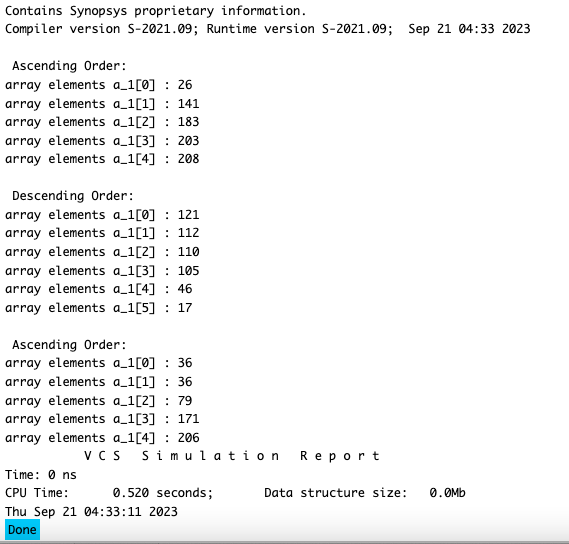 Contains Synopsys proprietary information.
Compiler version S-2021.09; Runtime version S-2021.09;  Sep 21 04:33 2023
Ascending Order:
array elements a_1[0] : 26
array elements a_1[1] : 141
array elements a_1[2] : 183
array elements a_1[3] : 203
array elements a_1[4] : 208
Descending Order:
array elements a_1[0] : 121
array elements a_1[1] : 112
array elements a_1[2] : 110
array elements a_1[3] : 105
array elements a_1[4] : 46
array elements a_1[5] : 17
Ascending Order:
array elements a_1[0] : 36
array elements a_1[1] : 36
array elements a_1[2] : 79
array elements a_1[3] : 171
array elements a_1[4] : 206
V C S   S i m u l a t i o n   R e p o r t
Time: 0 ns
CPU Time:      0.520 seconds;       Data structure size:   0.0Mb
Thu Sep 21 04:33:11 2023
Done